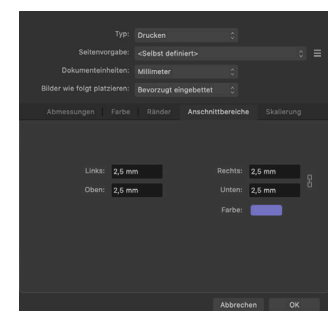 Typ: Drucken
Seitenvorgabe: <Selbst definiert>
Dokumenteinheiten: Millimeter
Bilder wie folgt platzieren: Bevorzugt eingebettet
Abmessungen Farbe Ränder Anschnittbereiche Skalierung
Links: 2,5 mm Rechts: 2,5 mm
Oben: 2,5 mm Unten: 2,5 mm
Farbe:
Abbrechen OK